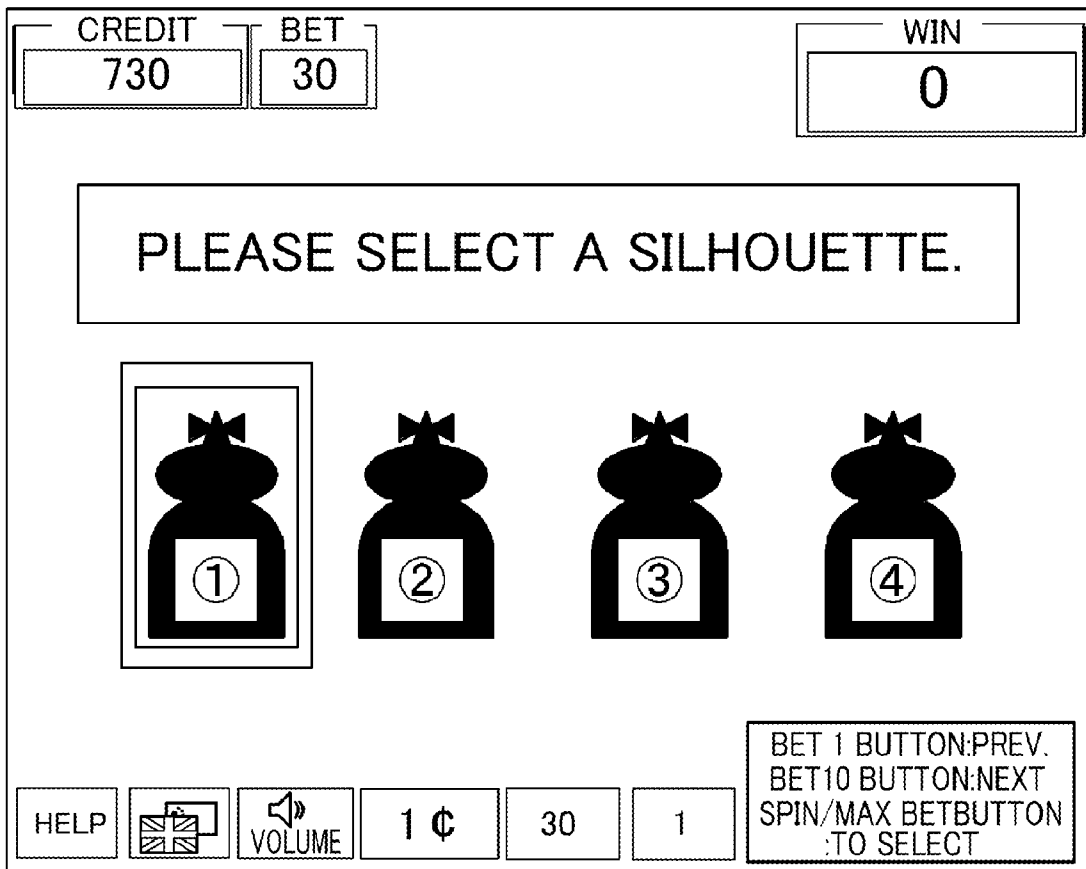 CREDIT
730
BET
30
WIN
0
PLEASE SELECT A SILHOUETTE.
①
②
③
④
HELP
VOLUME
1 ¢
30
1
BET 1 BUTTON:PREV.
BET10 BUTTON:NEXT
SPIN/MAX BETBUTTON
:TO SELECT